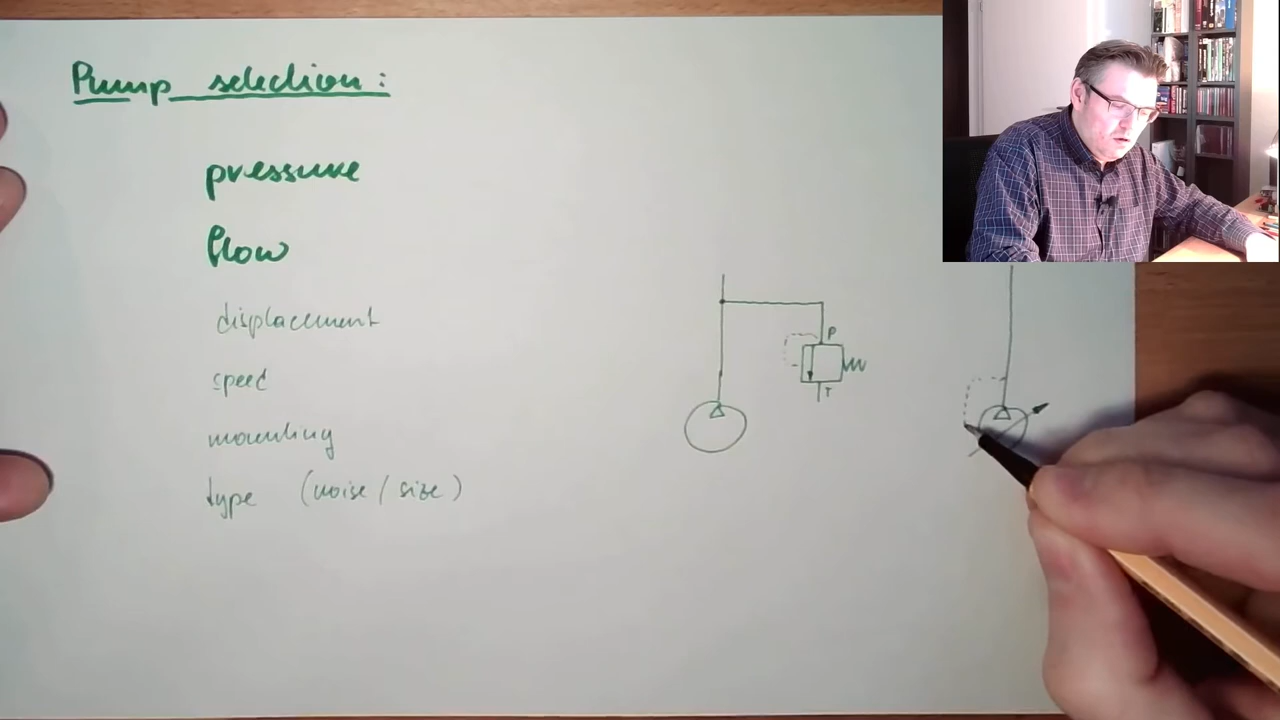 Pump selection:
pressure
flow
displacement
speed
mounting
type (noise / size)
P
T